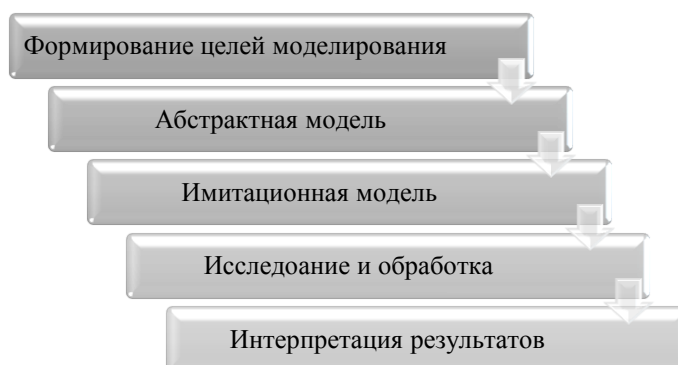 Формирование целей моделирования
Абстрактная модель
Имитационная модель
Исследоание и обработка
Интерпретация результатов